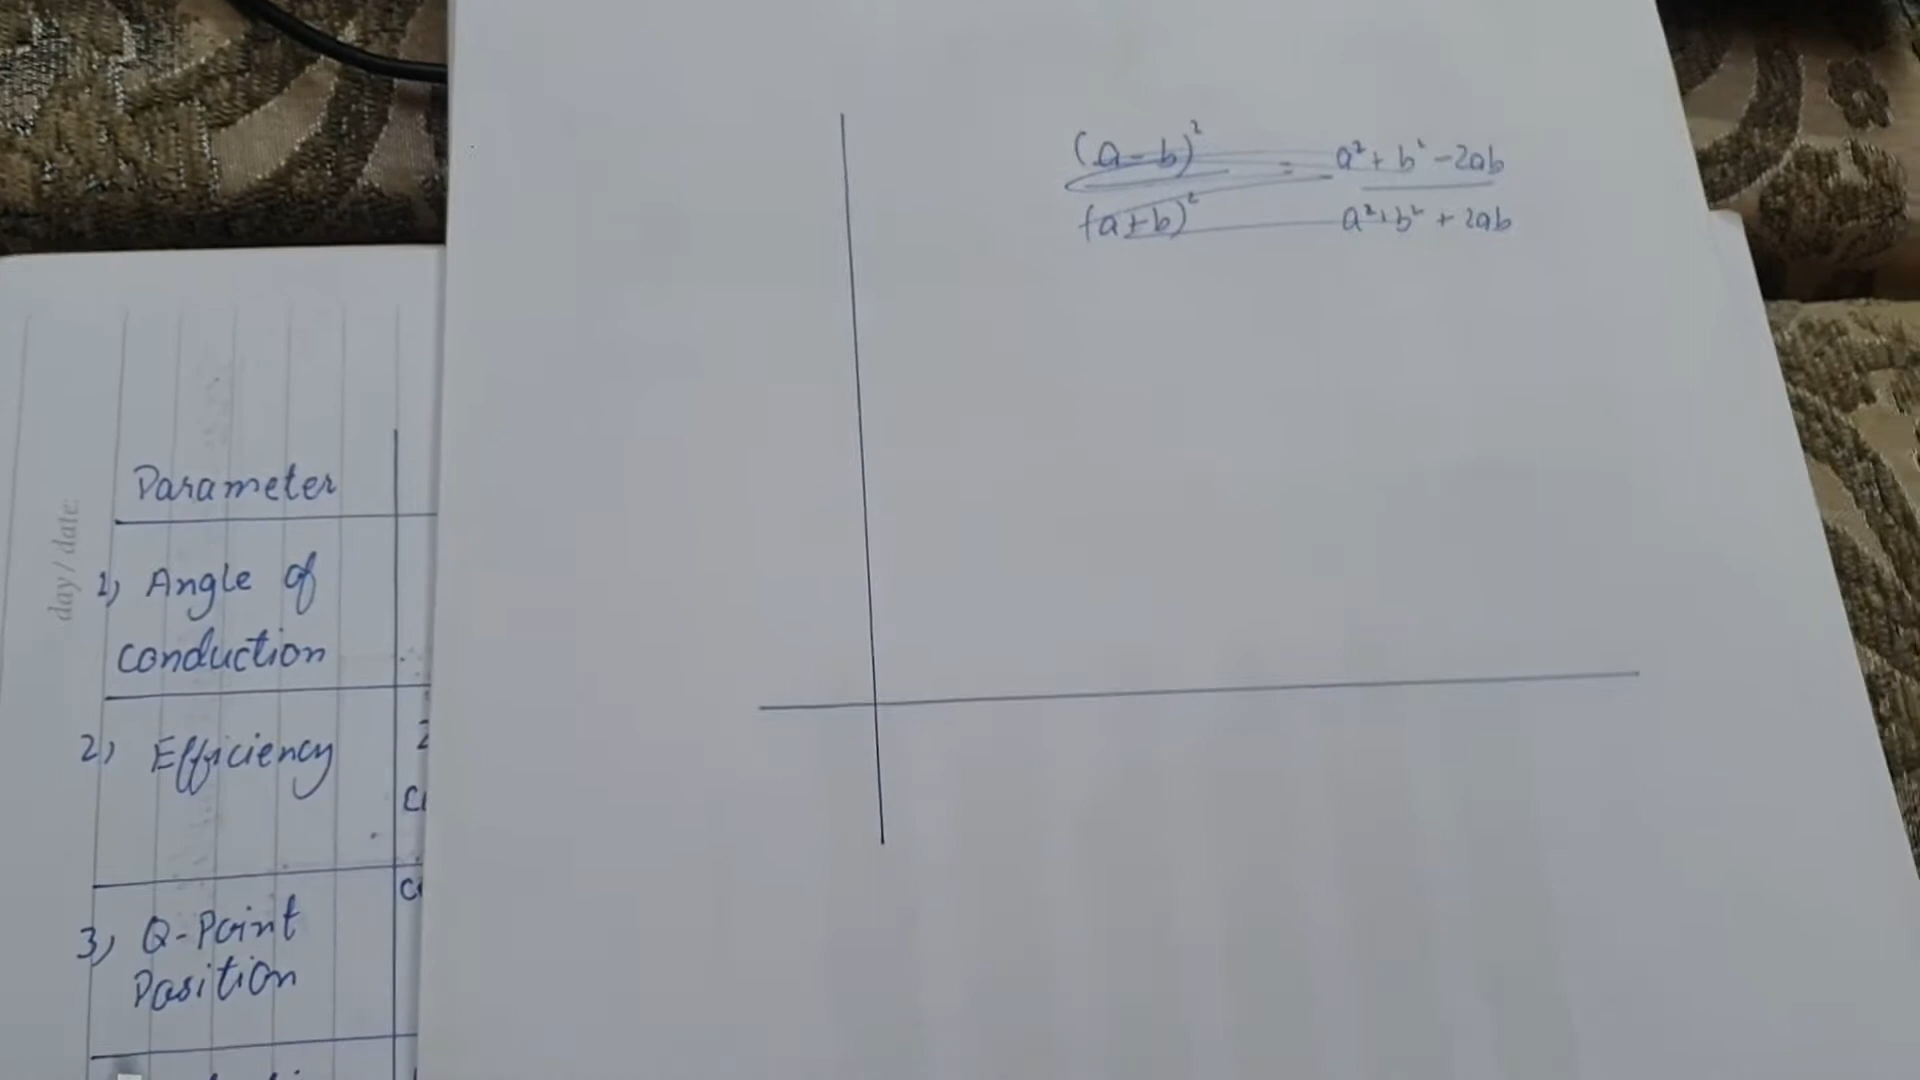 (a-b)² = a²+b²-2ab
(a+b)² a²+b²+2ab
day / date
Parameter
1) Angle of
conduction
2) Efficiency
3) Q-Point
Position